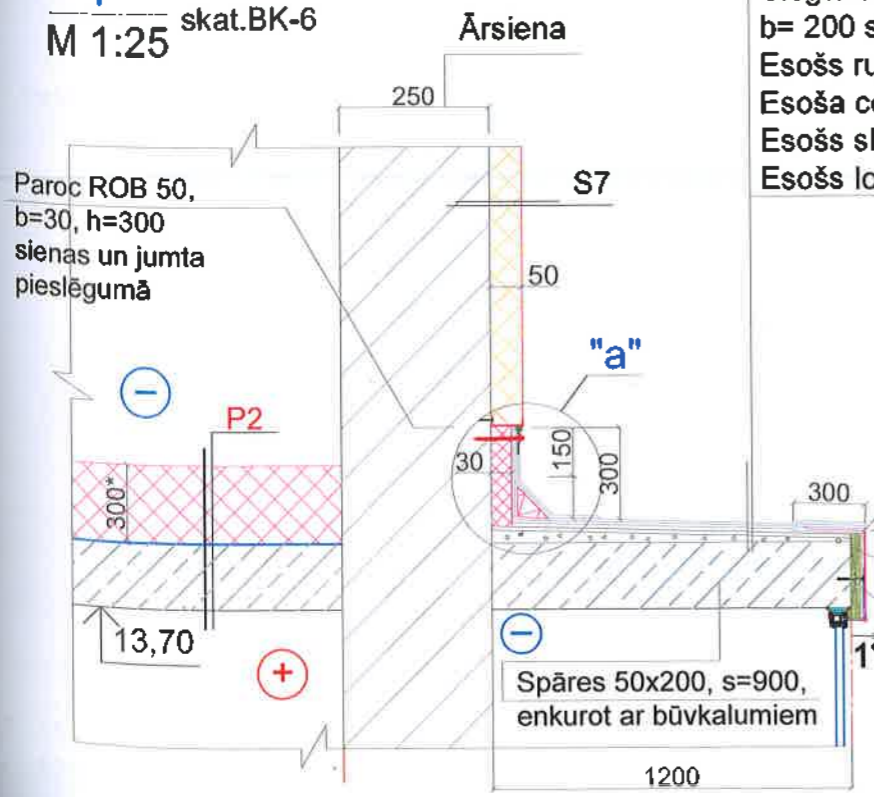 M 1:25 skat.BK-6
Ārsiena
b= 200
Esošs
Esoša
Esošs
Esošs
250
Paroc ROB 50,
b=30, h=300
sienas un jumta
pieslēgumā
S7
50
"a"
−
P2
300*
30
150
300
300
13,70
+
−
Spāres 50x200, s=900,
enkurot ar būvkalumiem
1200